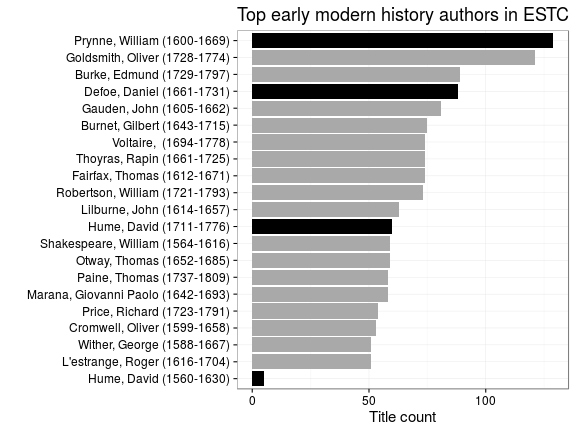 Top early modern history authors in ESTC
Prynne, William (1600-1669)
Goldsmith, Oliver (1728-1774)
Burke, Edmund (1729-1797)
Defoe, Daniel (1661-1731)
Gauden, John (1605-1662)
Burnet, Gilbert (1643-1715)
Voltaire,  (1694-1778)
Thoyras, Rapin (1661-1725)
Fairfax, Thomas (1612-1671)
Robertson, William (1721-1793)
Lilburne, John (1614-1657)
Hume, David (1711-1776)
Shakespeare, William (1564-1616)
Otway, Thomas (1652-1685)
Paine, Thomas (1737-1809)
Marana, Giovanni Paolo (1642-1693)
Price, Richard (1723-1791)
Cromwell, Oliver (1599-1658)
Wither, George (1588-1667)
L'estrange, Roger (1616-1704)
Hume, David (1560-1630)
0 50 100
Title count